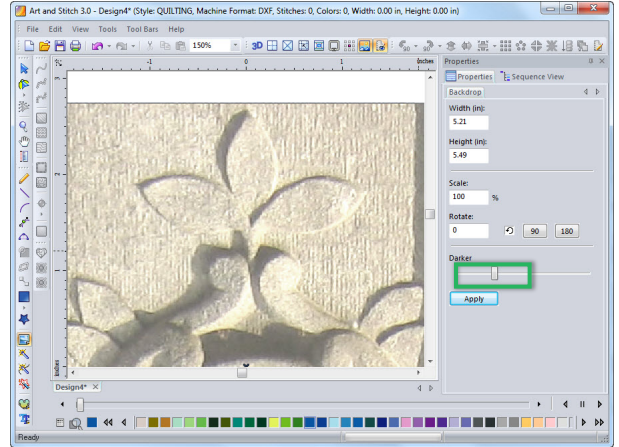 Art and Stitch 3.0 - Design4* (Style: QUILTING, Machine Format: DXF, Stitches: 0, Colors: 0, Width: 0.00 in, Height: 0.00 in)
File Edit View Tools Tool Bars Help
150% 3D
-1 0 1 Inches
Properties
Properties Sequence View
Backdrop
Width (in):
5.21
Height (in):
5.49
Scale:
100 %
Rotate:
0 90 180
Darker
Apply
Design4*
Ready